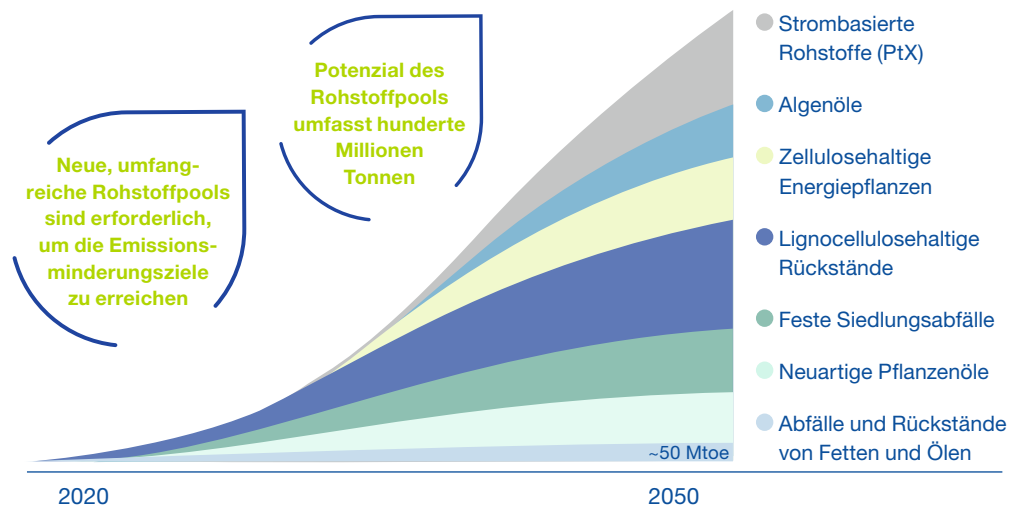 Neue, umfang-
reiche Rohstoffpools
sind erforderlich,
um die Emissions-
minderungsziele
zu erreichen
Potenzial des
Rohstoffpools
umfasst hunderte
Millionen
Tonnen
Strombasierte
Rohstoffe (PtX)
Algenöle
Zellulosehaltige
Energiepflanzen
Lignocellulosehaltige
Rückstände
Feste Siedlungsabfälle
Neuartige Pflanzenöle
Abfälle und Rückstände
von Fetten und Ölen
~50 Mtoe
2020
2050